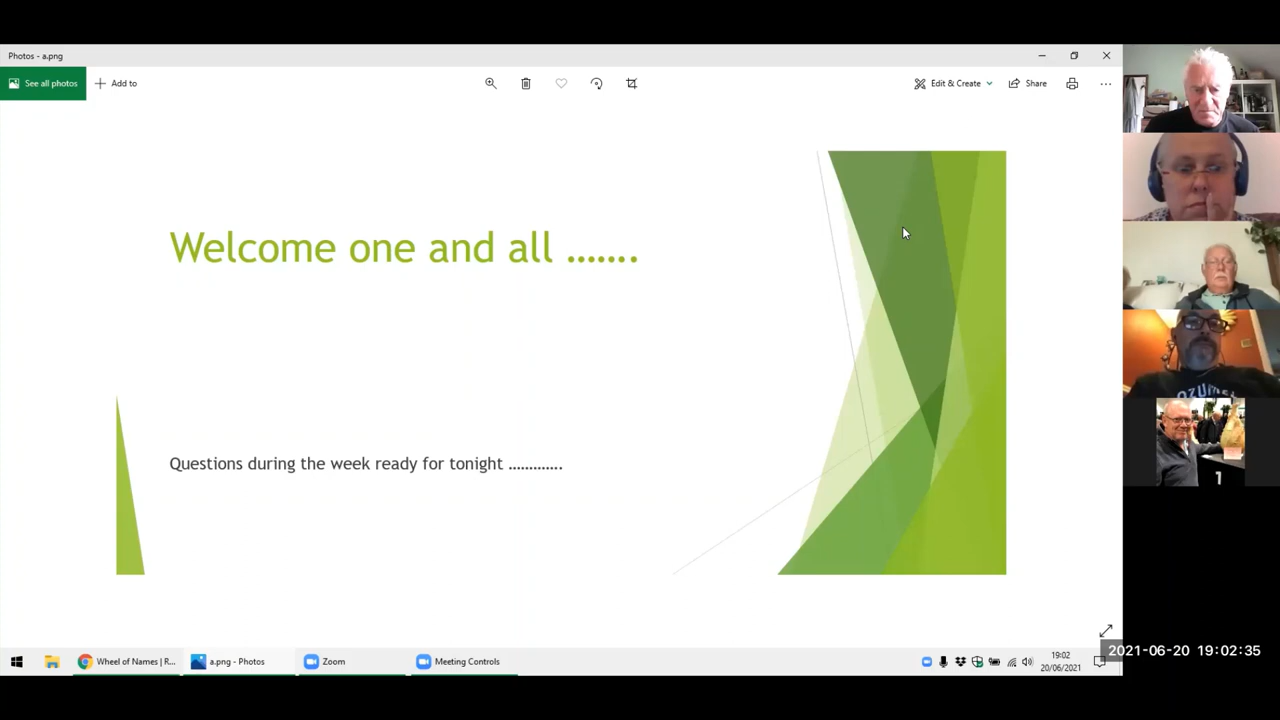 Photos - a.png
See all photos
Add to
Edit & Create
Share
Welcome one and all .......
Questions during the week ready for tonight .............
1
Wheel of Names | R...
a.png - Photos
Zoom
Meeting Controls
19:02
20/06/2021
2021-06-20 19:02:35